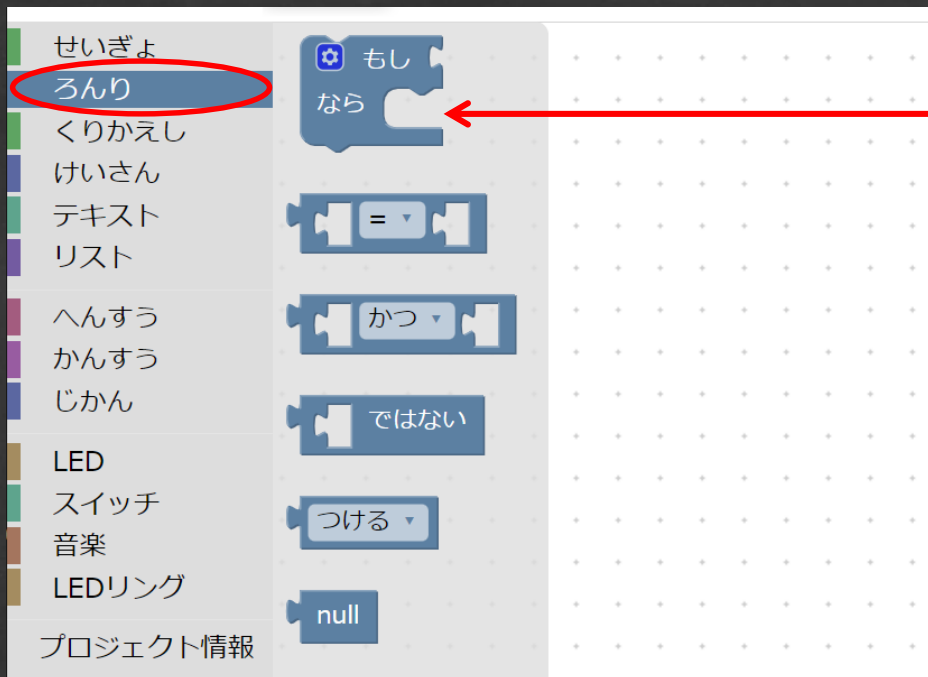 せいぎょ
ろんり
くりかえし
けいさん
テキスト
リスト
へんすう
かんすう
じかん
LED
スイッチ
音楽
LEDリング
プロジェクト情報
もし
なら
=
かつ
ではない
つける
null